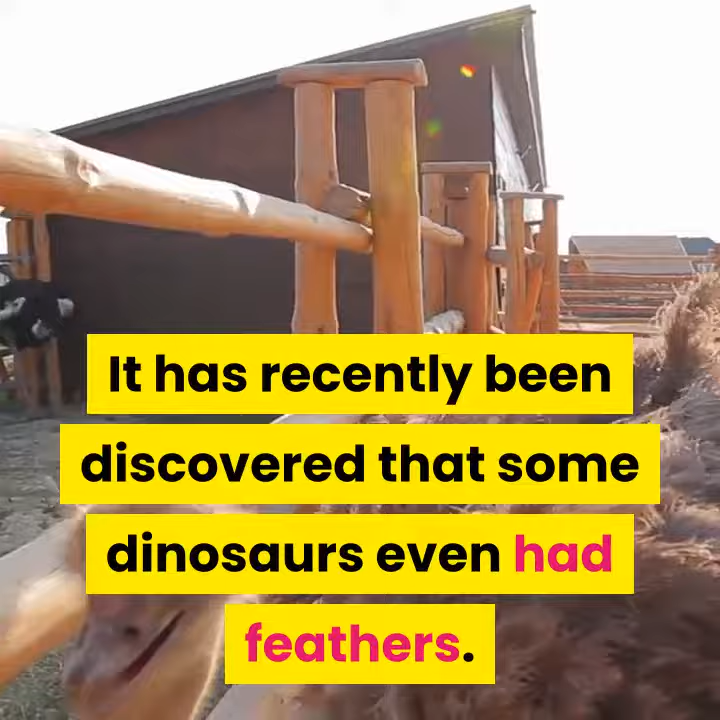 It has recently been
discovered that some
dinosaurs even had
feathers.